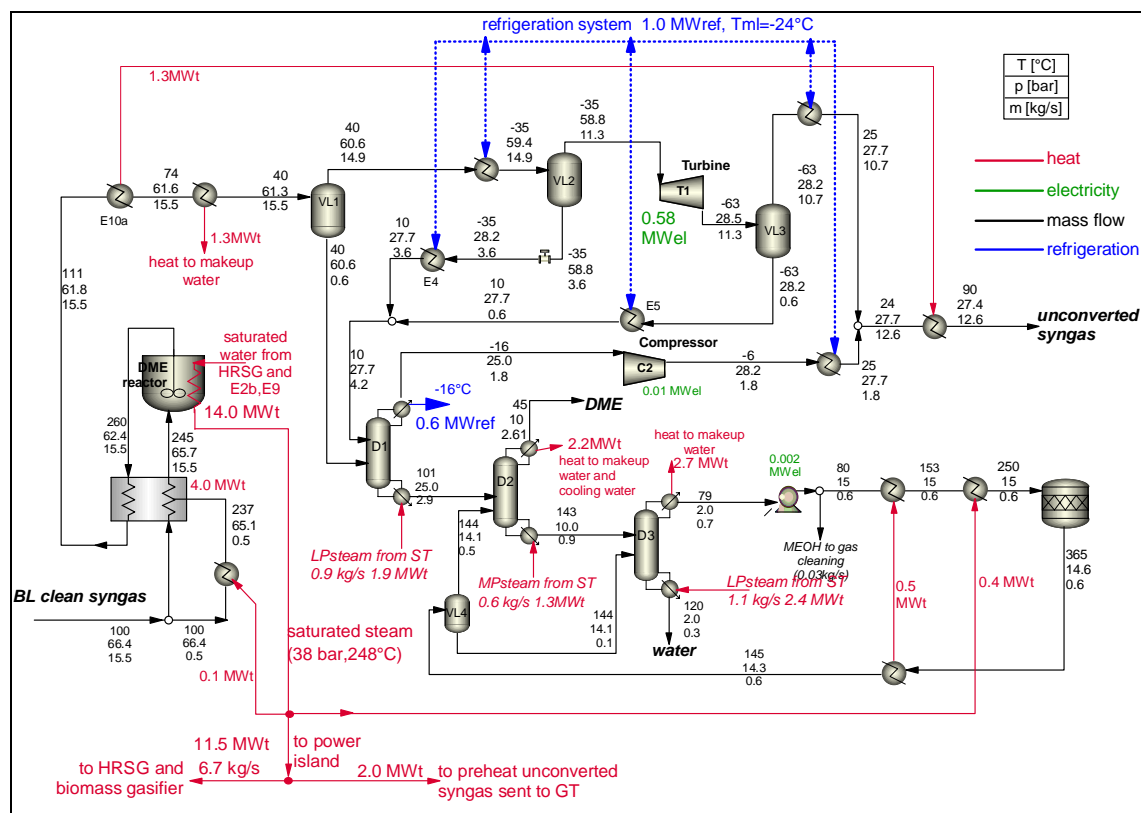 refrigeration system 1.0 MWref, Tml=-24°C
T [°C]
p [bar]
m [kg/s]
heat
electricity
mass flow
refrigeration
1.3MWt
E10a
74
61.6
15.5
40
61.3
15.5
1.3MWt
heat to makeup
water
111
61.8
15.5
VL1
40
60.6
14.9
40
60.6
0.6
-35
59.4
14.9
VL2
-35
58.8
11.3
-35
58.8
3.6
-35
28.2
3.6
E4
10
27.7
3.6
Turbine
T1
0.58
MWel
-63
28.5
11.3
VL3
-63
28.2
10.7
-63
28.2
0.6
25
27.7
10.7
E5
10
27.7
0.6
10
27.7
4.2
24
27.7
12.6
90
27.4
12.6
unconverted
syngas
Compressor
C2
0.01 MWel
-16
25.0
1.8
-6
28.2
1.8
25
27.7
1.8
DME
reactor
saturated
water from
HRSG and
E2b,E9
14.0 MWt
260
62.4
15.5
245
65.7
15.5
4.0 MWt
237
65.1
0.5
BL clean syngas
100
66.4
15.5
100
66.4
0.5
0.1 MWt
saturated steam
(38 bar,248°C)
11.5 MWt
6.7 kg/s
to HRSG and
biomass gasifier
to power
island
2.0 MWt
to preheat unconverted
syngas sent to GT
-16°C
0.6 MWref
D1
101
25.0
2.9
LPsteam from ST
0.9 kg/s 1.9 MWt
45
10
2.61
DME
2.2MWt
heat to makeup
water and
cooling water
D2
143
10.0
0.9
MPsteam from ST
0.6 kg/s 1.3MWt
144
14.1
0.5
VL4
144
14.1
0.1
heat to makeup
water
2.7 MWt
D3
79
2.0
0.7
LPsteam from ST
1.1 kg/s 2.4 MWt
120
2.0
0.3
water
0.002
MWel
MEOH to gas
cleaning
(0.03kg/s)
80
15
0.6
153
15
0.6
250
15
0.6
365
14.6
0.6
0.5
MWt
0.4 MWt
145
14.3
0.6